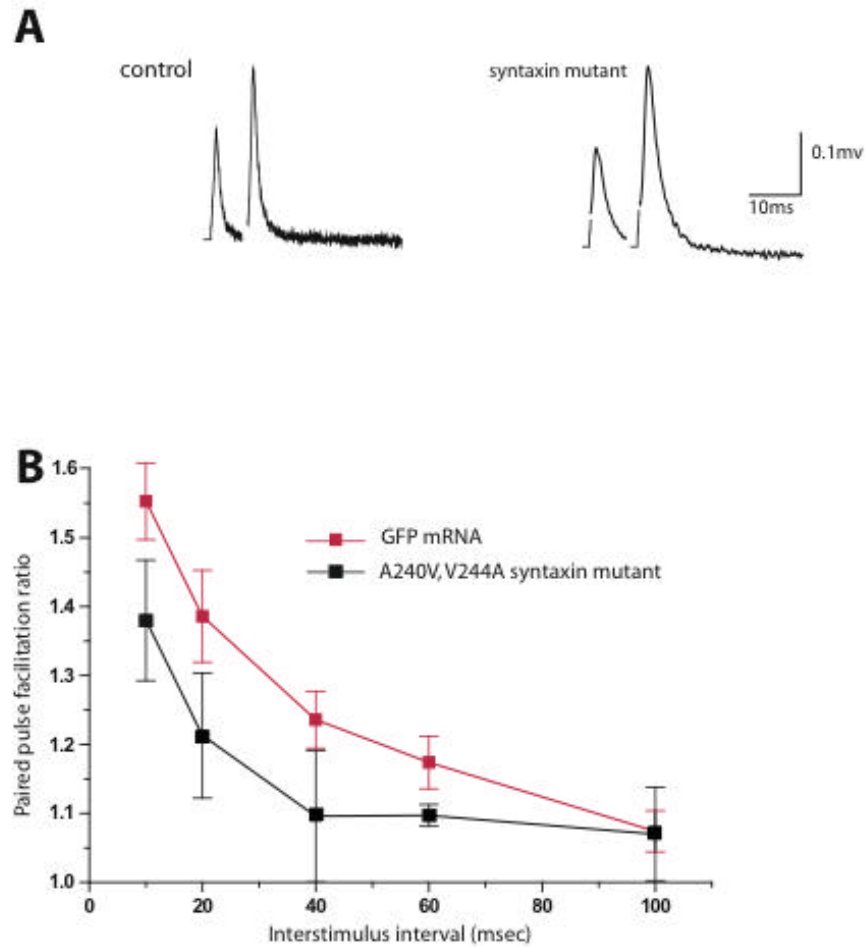 A
control
syntaxin mutant
0.1mv
10ms
B
1.6
1.5
1.4
1.3
1.2
1.1
1.0
Paired pulse facilitation ratio
GFP mRNA
A240V, V244A syntaxin mutant
0 20 40 60 80 100
Interstimulus interval (msec)